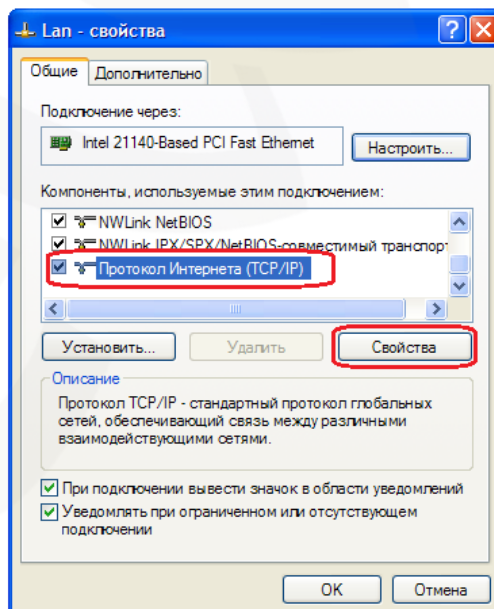 Lan - свойства
Общие
Дополнительно
Подключение через:
Intel 21140-Based PCI Fast Ethernet
Настроить...
Компоненты, используемые этим подключением:
NWLink NetBIOS
NWLink IPX/SPX/NetBIOS-совместимый транспор
Протокол Интернета (TCP/IP)
Установить...
Удалить
Свойства
Описание
Протокол TCP/IP - стандартный протокол глобальных
сетей, обеспечивающий связь между различными
взаимодействующими сетями.
При подключении вывести значок в области уведомлений
Уведомлять при ограниченном или отсутствующем
подключении
OK
Отмена